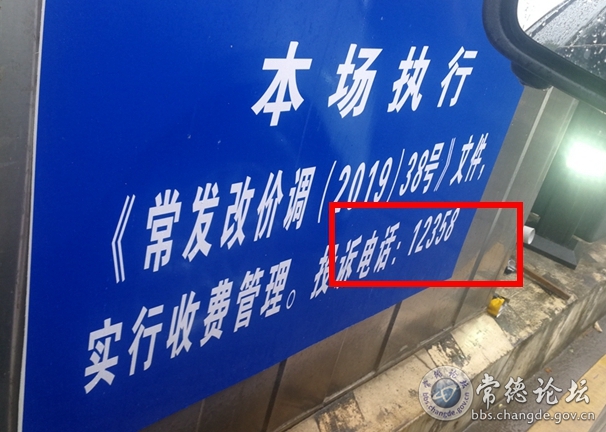 本场执行
《常发改价调(2019)38号》文件,
实行收费管理。投诉电话:12358
常德论坛
bbs.changde.gov.cn